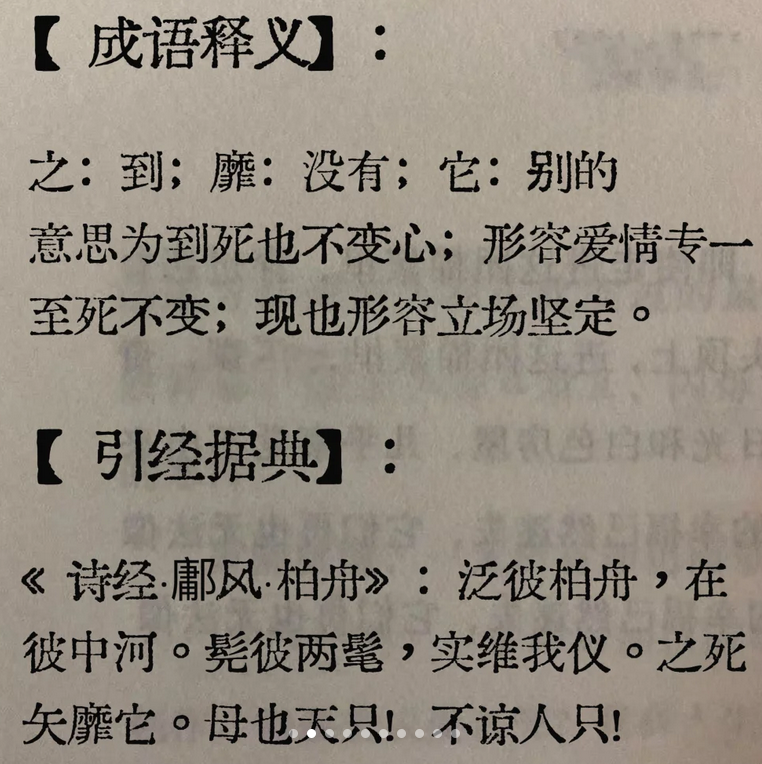 【 成语释义】:
之: 到; 靡: 没有; 它: 别的
意思为到死也不变心; 形容爱情专一
至死不变; 现也形容立场坚定。
【 引经据典】:
《 诗经·鄘风·柏舟》 : 泛彼柏舟，在
彼中河。髧彼两髦，实维我仪。之死
矢靡它。母也天只! 不谅人只!